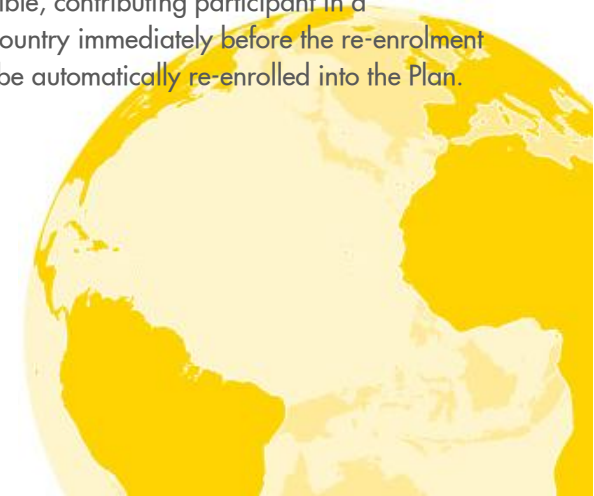 ible, contributing participant in a
ountry immediately before the re-enrolment
be automatically re-enrolled into the Plan.